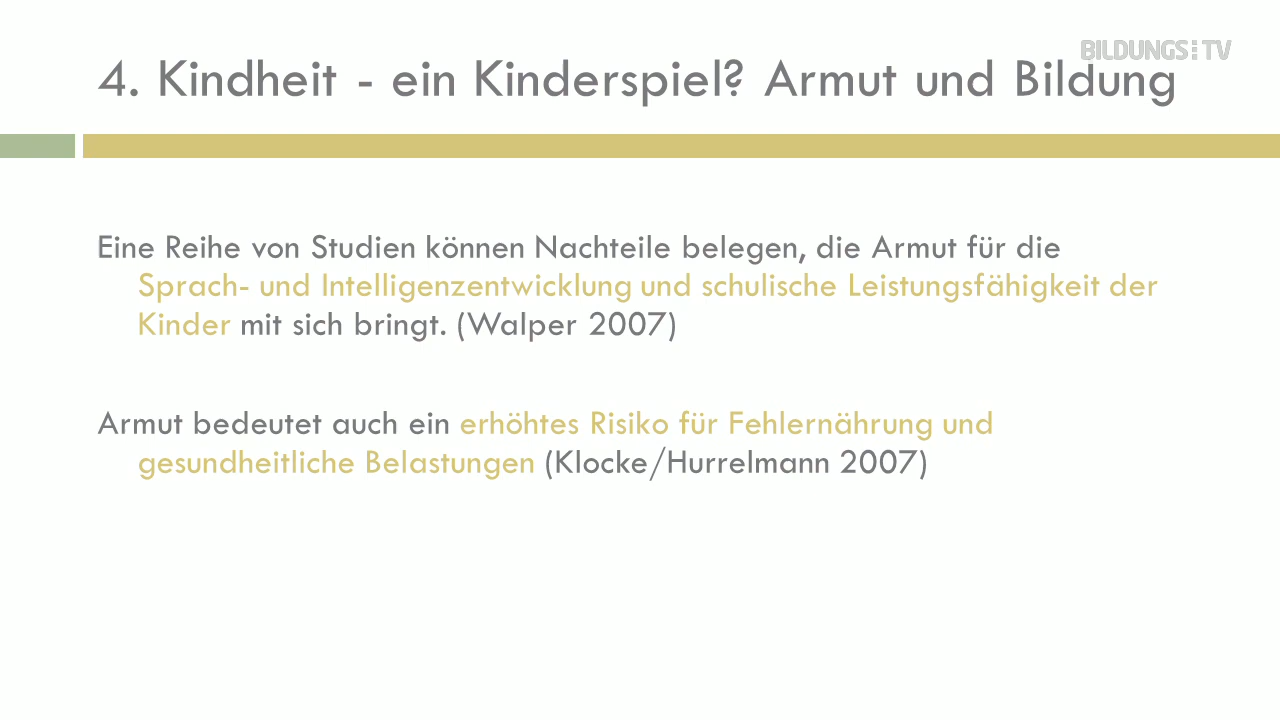 BILDUNGS:TV
4. Kindheit - ein Kinderspiel? Armut und Bildung
Eine Reihe von Studien können Nachteile belegen, die Armut für die
Sprach- und Intelligenzentwicklung und schulische Leistungsfähigkeit der
Kinder mit sich bringt. (Walper 2007)
Armut bedeutet auch ein erhöhtes Risiko für Fehlernährung und
gesundheitliche Belastungen (Klocke/Hurrelmann 2007)